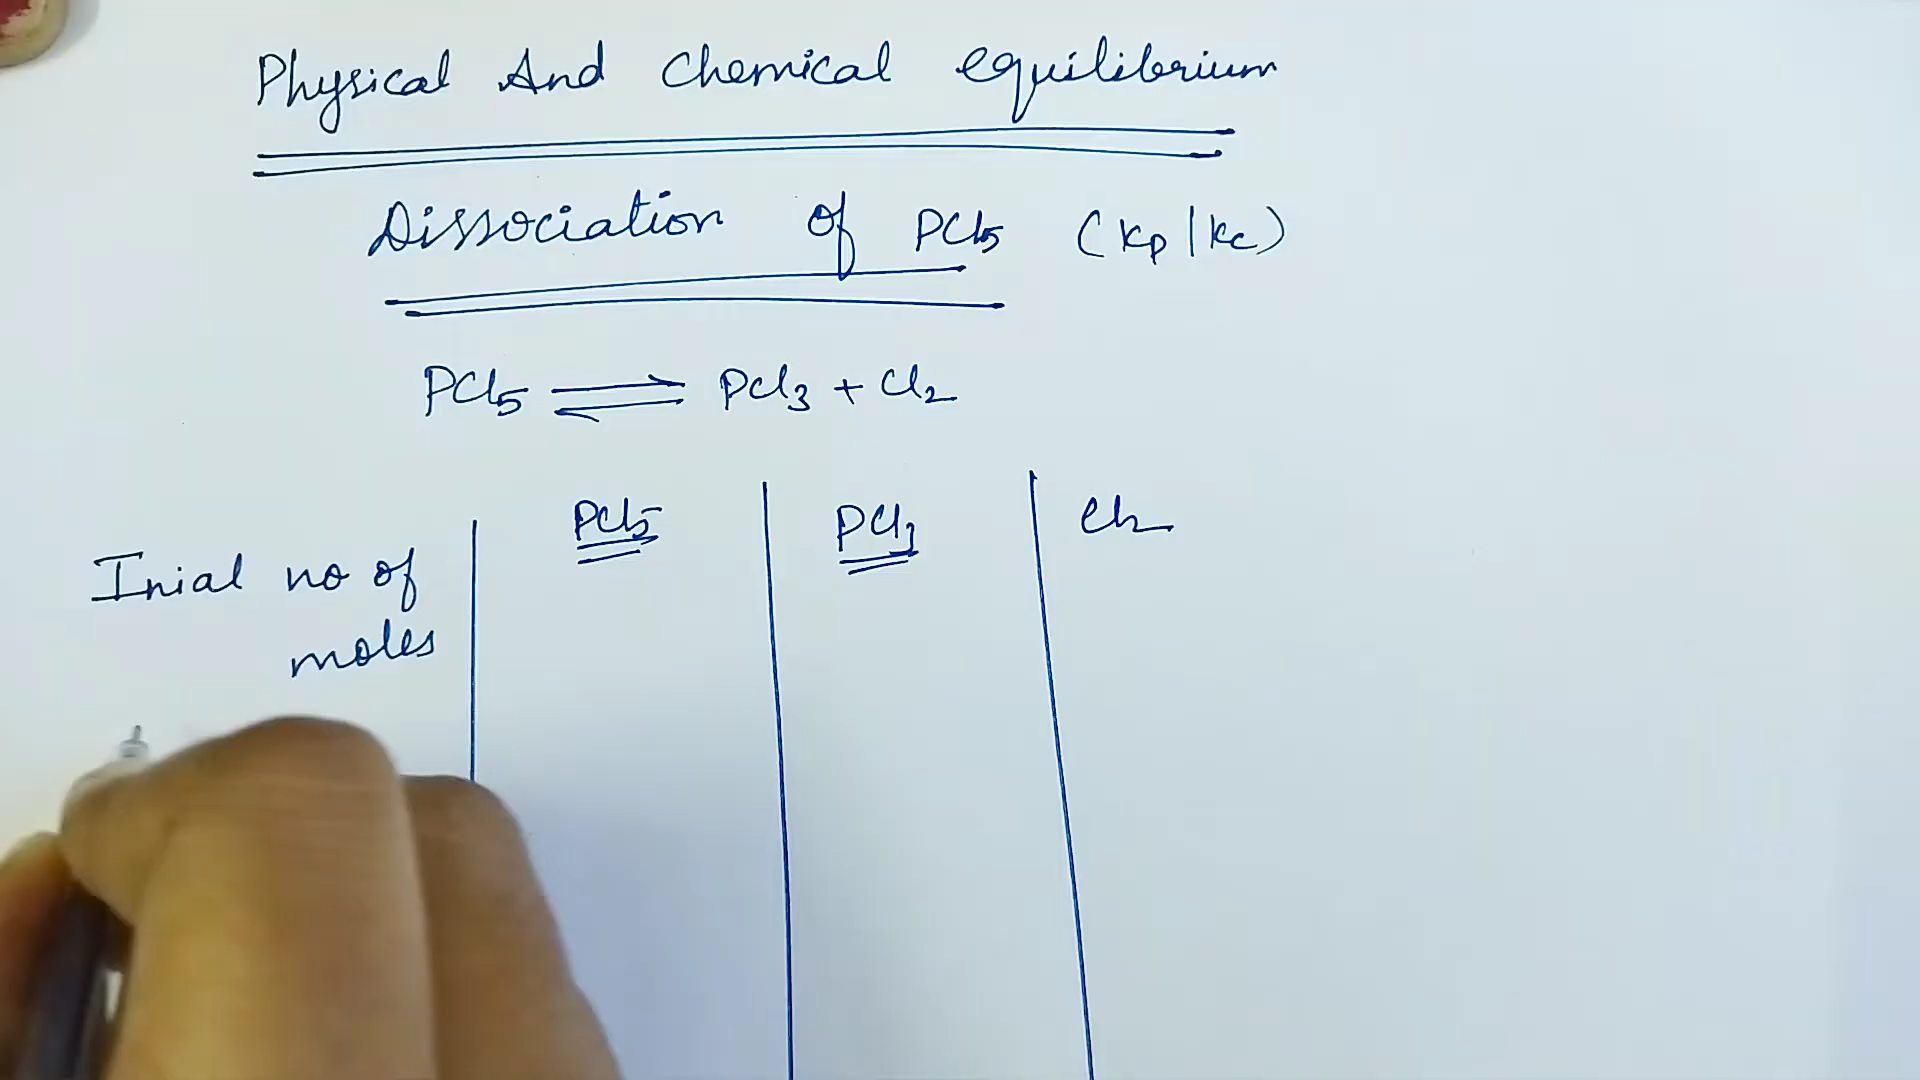 Physical And Chemical equilibrium
Dissociation of PCl5 (Kp/Kc)
PCl5 ⇌ PCl3 + Cl2
PCl5 PCl3 Cl2
Inial no of
moles